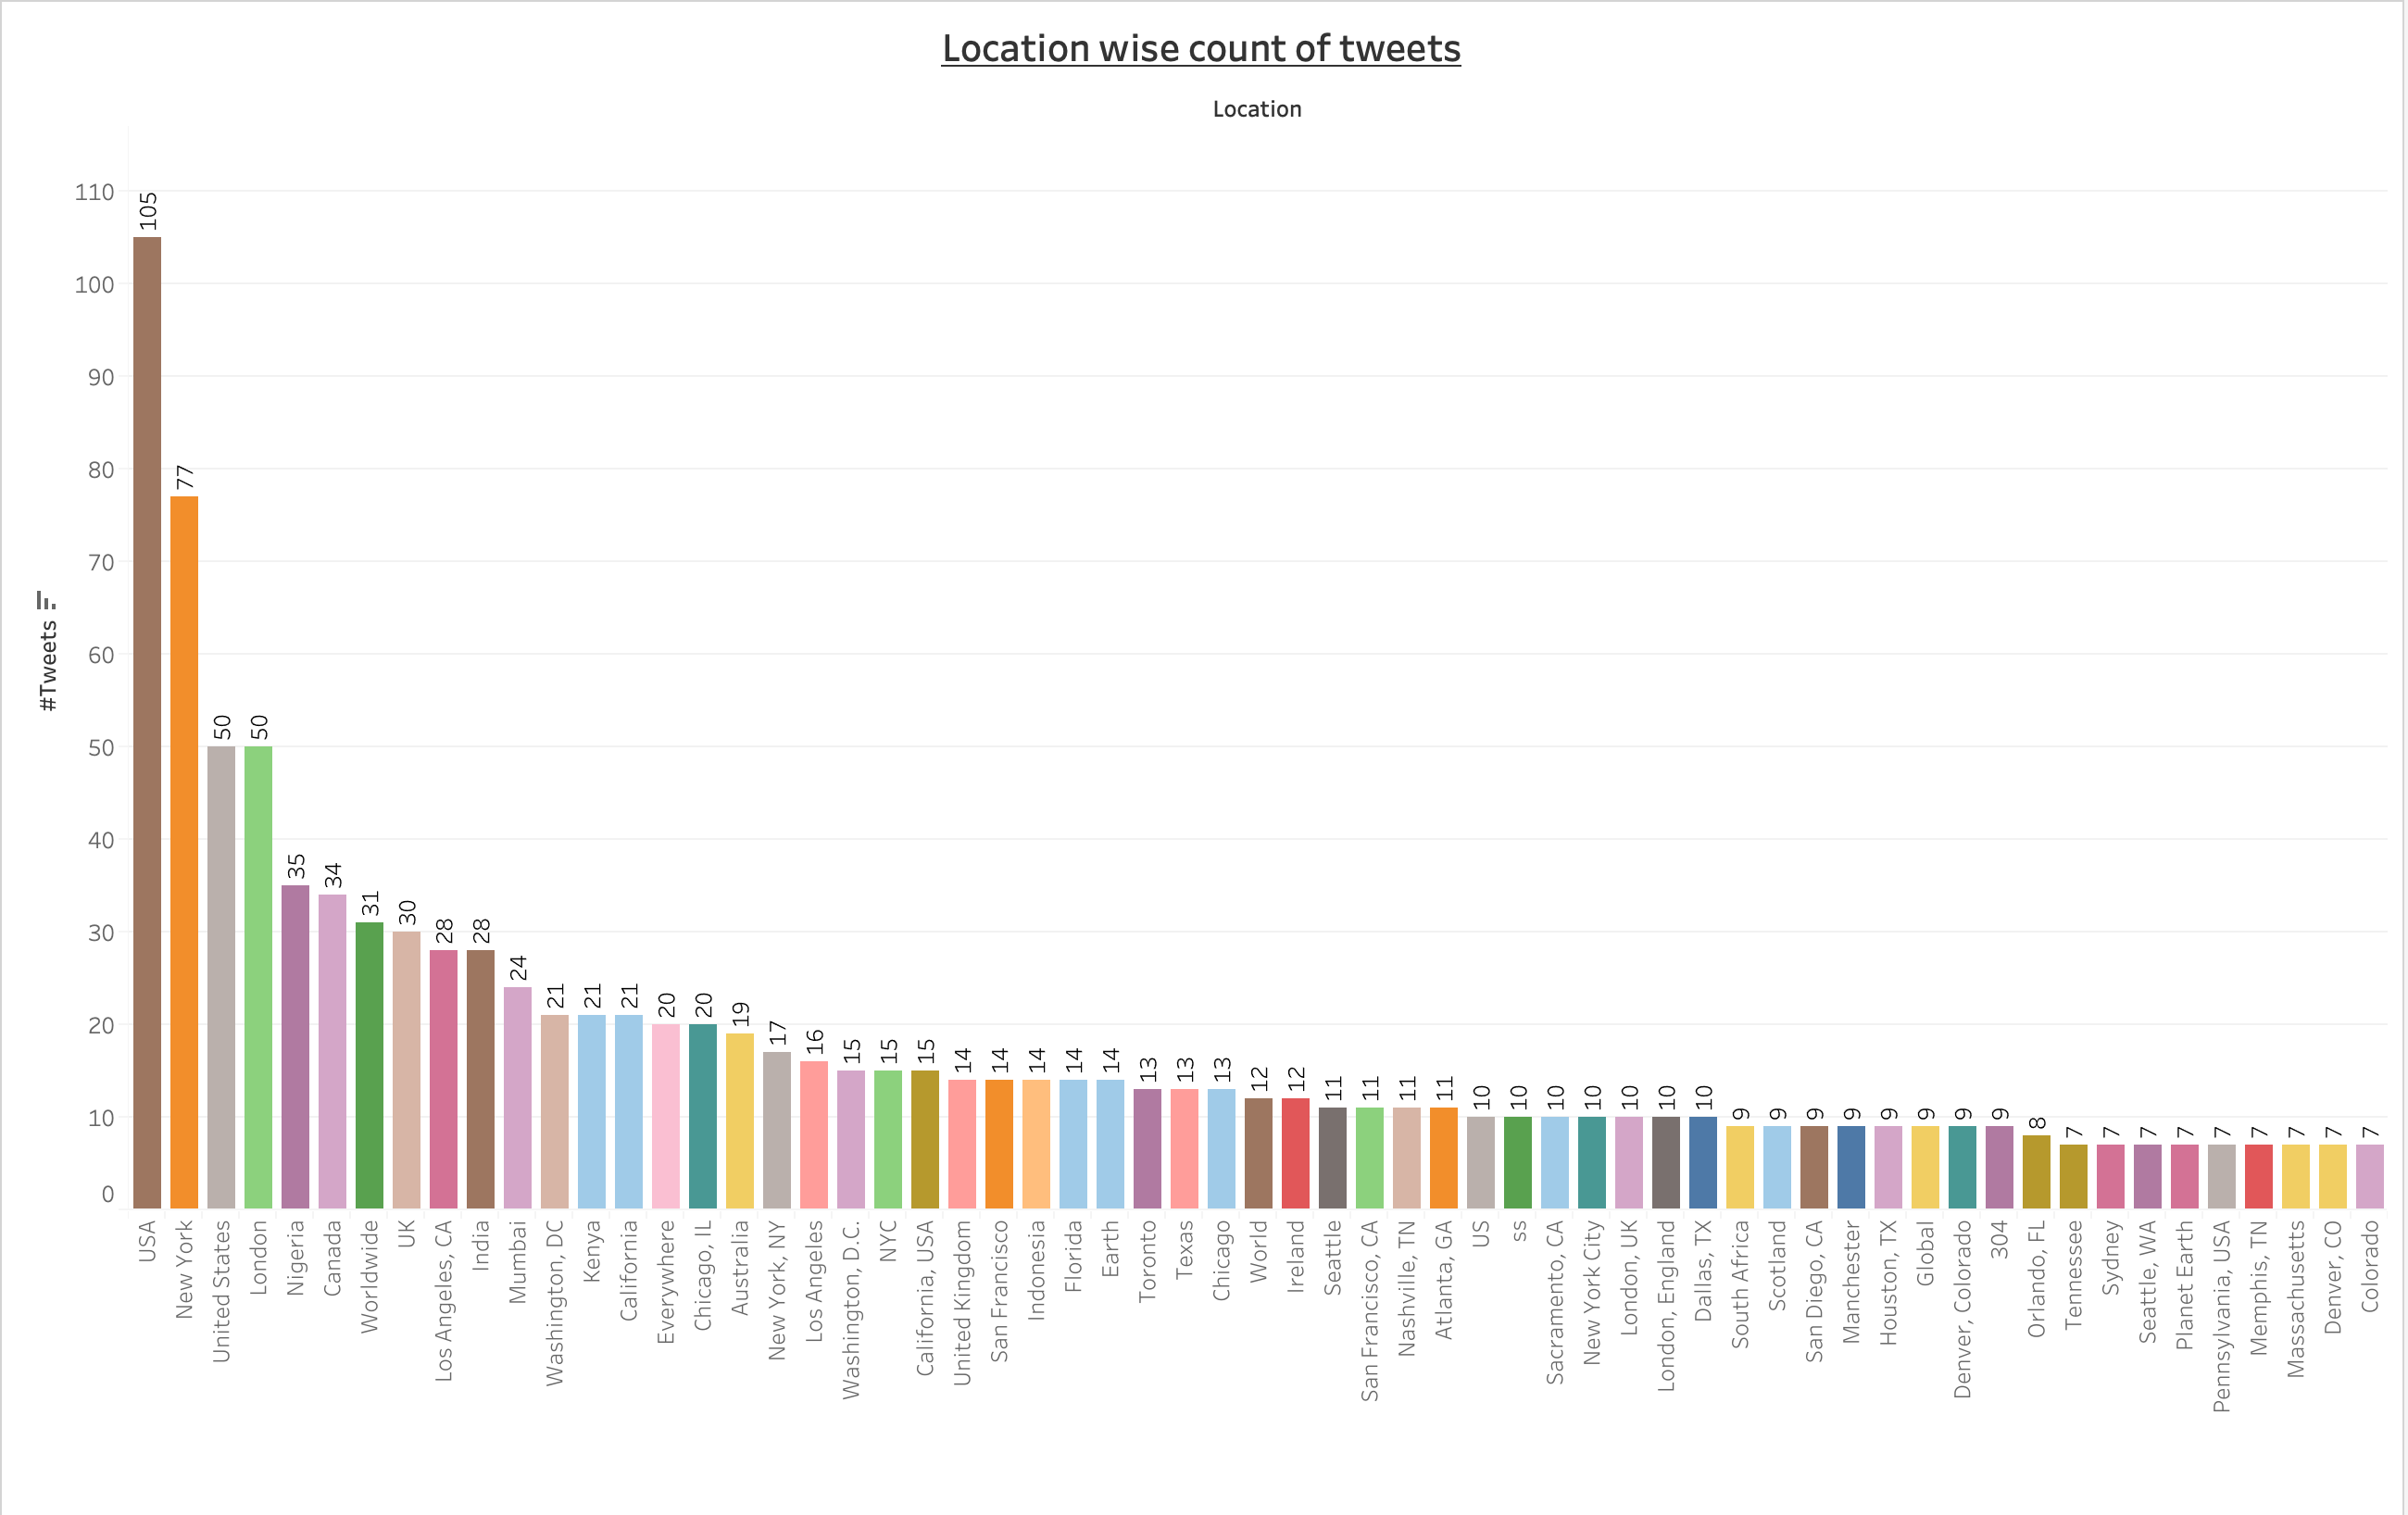 Location wise count of tweets
Location
#Tweets
110
100
90
80
70
60
50
40
30
20
10
0
105
77
50
50
35
34
31
30
28
28
24
21
21
21
20
20
19
17
16
15
15
15
14
14
14
14
14
13
13
13
12
12
11
11
11
11
10
10
10
10
10
10
10
9
9
9
9
9
9
9
9
8
7
7
7
7
7
7
7
7
7
USA
New York
United States
London
Nigeria
Canada
Worldwide
UK
Los Angeles, CA
India
Mumbai
Washington, DC
Kenya
California
Everywhere
Chicago, IL
Australia
New York, NY
Los Angeles
Washington, D.C.
NYC
California, USA
United Kingdom
San Francisco
Indonesia
Florida
Earth
Toronto
Texas
Chicago
World
Ireland
Seattle
San Francisco, CA
Nashville, TN
Atlanta, GA
US
ss
Sacramento, CA
New York City
London, UK
London, England
Dallas, TX
South Africa
Scotland
San Diego, CA
Manchester
Houston, TX
Global
Denver, Colorado
304
Orlando, FL
Tennessee
Sydney
Seattle, WA
Planet Earth
Pennsylvania, USA
Memphis, TN
Massachusetts
Denver, CO
Colorado